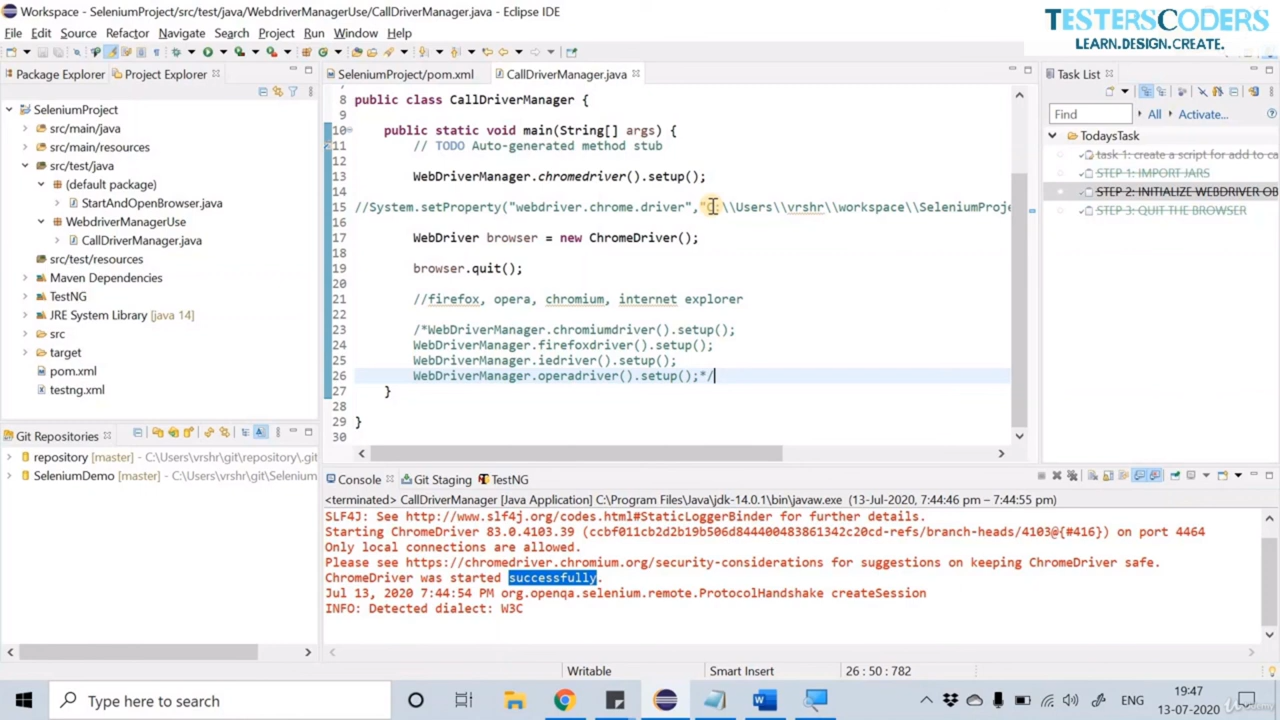 Workspace - SeleniumProject/src/test/java/WebdriverManagerUse/CallDriverManager.java - Eclipse IDE
TESTERSCODERS
LEARN.DESIGN.CREATE.
File Edit Source Refactor Navigate Search Project Run Window Help
Package Explorer Project Explorer
SeleniumProject
src/main/java
src/main/resources
src/test/java
(default package)
StartAndOpenBrowser.java
WebdriverManagerUse
CallDriverManager.java
src/test/resources
Maven Dependencies
TestNG
JRE System Library [java 14]
src
target
pom.xml
testng.xml
SeleniumProject/pom.xml CallDriverManager.java
8 public class CallDriverManager {
9
10 public static void main(String[] args) {
11 // TODO Auto-generated method stub
12
13 WebDriverManager.chromedriver().setup();
14
15 //System.setProperty("webdriver.chrome.driver","C:\\Users\\vrshr\\workspace\\SeleniumProje
16
17 WebDriver browser = new ChromeDriver();
18
19 browser.quit();
20
21 //firefox, opera, chromium, internet explorer
22
23 /*WebDriverManager.chromiumdriver().setup();
24 WebDriverManager.firefoxdriver().setup();
25 WebDriverManager.iedriver().setup();
26 WebDriverManager.operadriver().setup();*/
27 }
28
29 }
30
Task List
Find All Activate...
TodaysTask
task 1: create a script for add to ca
STEP 1: IMPORT JARS
STEP 2: INITIALIZE WEBDRIVER OB
STEP 3: QUIT THE BROWSER
Git Repositories
repository [master] - C:\Users\vrshr\git\repository\.git
SeleniumDemo [master] - C:\Users\vrshr\git\Selenium
Console Git Staging TestNG
<terminated> CallDriverManager [Java Application] C:\Program Files\Java\jdk-14.0.1\bin\javaw.exe (13-Jul-2020, 7:44:46 pm – 7:44:55 pm)
SLF4J: See http://www.slf4j.org/codes.html#StaticLoggerBinder for further details.
Starting ChromeDriver 83.0.4103.39 (ccbf011cb2d2b19b506d844400483861342c20cd-refs/branch-heads/4103@{#416}) on port 4464
Only local connections are allowed.
Please see https://chromedriver.chromium.org/security-considerations for suggestions on keeping ChromeDriver safe.
ChromeDriver was started successfully.
Jul 13, 2020 7:44:54 PM org.openqa.selenium.remote.ProtocolHandshake createSession
INFO: Detected dialect: W3C
Writable Smart Insert 26 : 50 : 782
Type here to search
ENG
19:47
13-07-2020
Udemy